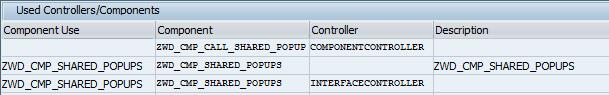 Used Controllers/Components
Component Use Component Controller Description
ZWD_CMP_CALL_SHARED_POPUP COMPONENTCONTROLLER
ZWD_CMP_SHARED_POPUPS ZWD_CMP_SHARED_POPUPS ZWD_CMP_SHARED_POPUPS
ZWD_CMP_SHARED_POPUPS ZWD_CMP_SHARED_POPUPS INTERFACECONTROLLER